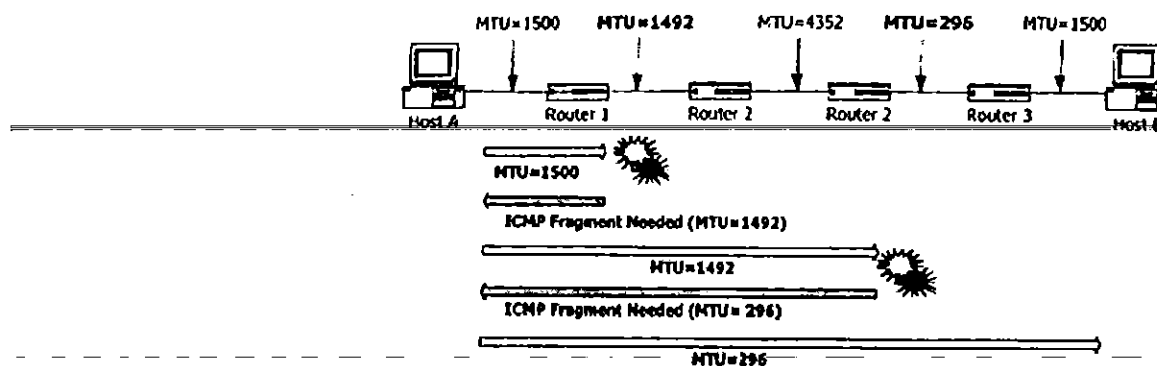 MTU=1500 MTU=1492 MTU=4352 MTU=296 MTU=1500
Host A Router 1 Router 2 Router 2 Router 3 Host
MTU=1500
ICMP Fragment Needed (MTU=1492)
MTU=1492
ICMP Fragment Needed (MTU= 296)
MTU=296